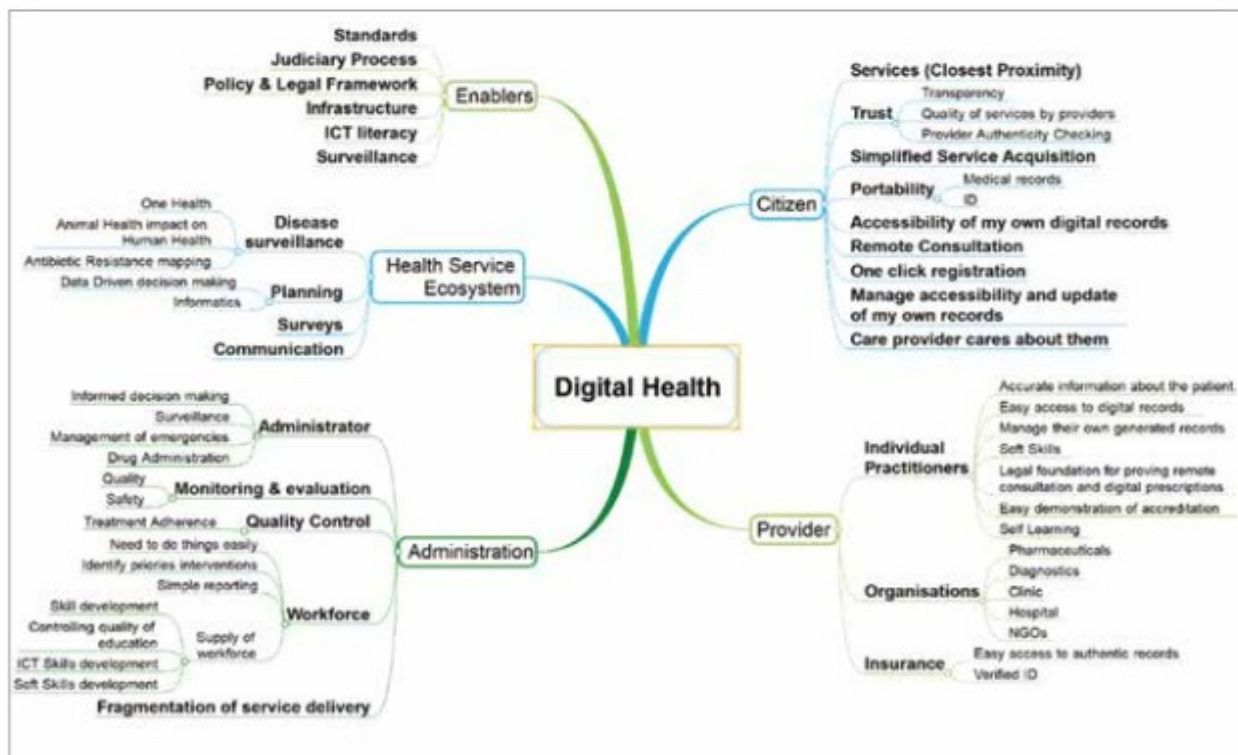 Digital Health
Enablers
Standards
Judiciary Process
Policy & Legal Framework
Infrastructure
ICT literacy
Surveillance
Citizen
Services (Closest Proximity)
Trust
Transparency
Quality of services by providers
Provider Authenticity Checking
Simplified Service Acquisition
Portability
Medical records
ID
Accessibility of my own digital records
Remote Consultation
One click registration
Manage accessibility and update
of my own records
Care provider cares about them
Health Service
Ecosystem
Disease
surveillance
One Health
Animal Health impact on
Human Health
Antibietic Resistance mapping
Planning
Data Driven decision making
Informatics
Surveys
Communication
Administration
Administrator
Informed decision making
Surveillance
Management of emergencies
Drug Administration
Monitoring & evaluation
Quality
Safety
Quality Control
Treatment Adherence
Workforce
Need to do things easily
Identify priories interventions
Simple reporting
Supply of
workforce
Skill development
Controlling quality of
education
ICT Skills development
Soft Skills development
Fragmentation of service delivery
Provider
Individual
Practitioners
Accurate information about the patient
Easy access to digital records
Manage their own generated records
Soft Skills
Legal foundation for proving remote
consultation and digital prescriptions
Easy demonstration of accreditation
Self Learning
Organisations
Pharmaceuticals
Diagnostics
Clinic
Hospital
NGOs
Insurance
Easy access to authentic records
Verified ID